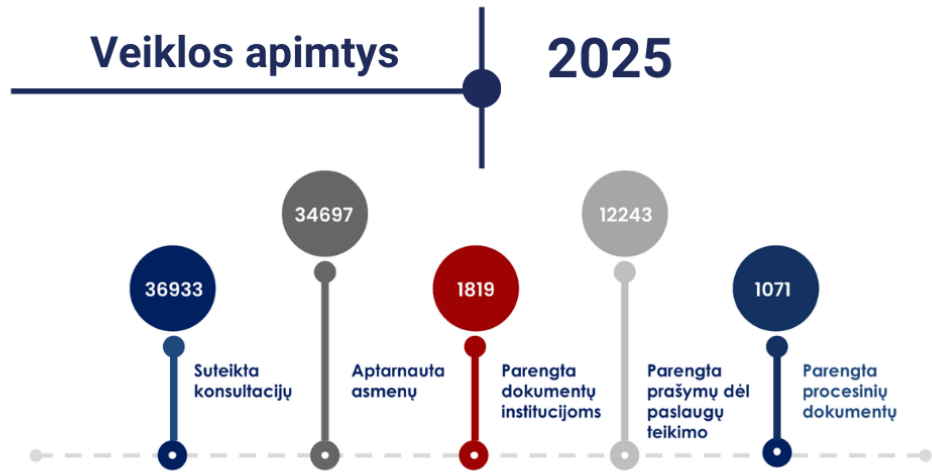 Veiklos apimtys
2025
36933
Suteikta
konsultacijų
34697
Aptarnauta
asmenų
1819
Parengta
dokumentų
institucijoms
12243
Parengta
prašymų dėl
paslaugų
teikimo
1071
Parengta
procesinių
dokumentų